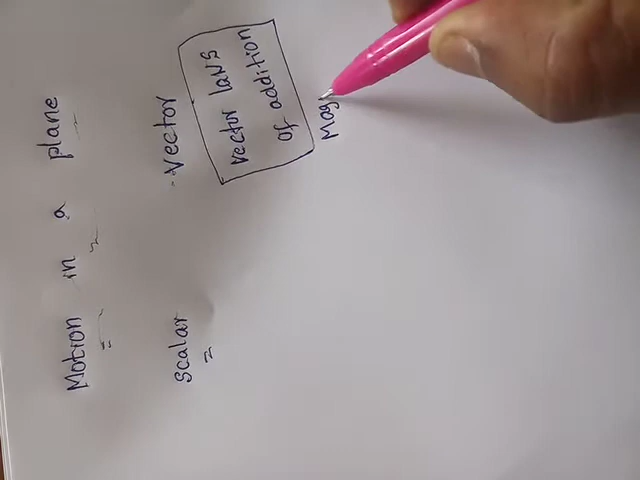 Motion in a plane
Scalar Vector
Vector laws
of addition
Mag